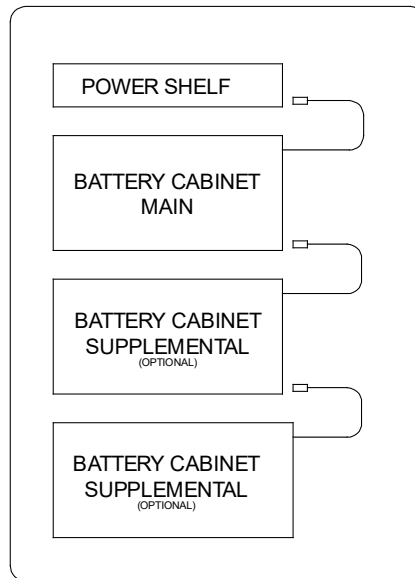 POWER SHELF
BATTERY CABINET
MAIN
BATTERY CABINET
SUPPLEMENTAL
(OPTIONAL)
BATTERY CABINET
SUPPLEMENTAL
(OPTIONAL)